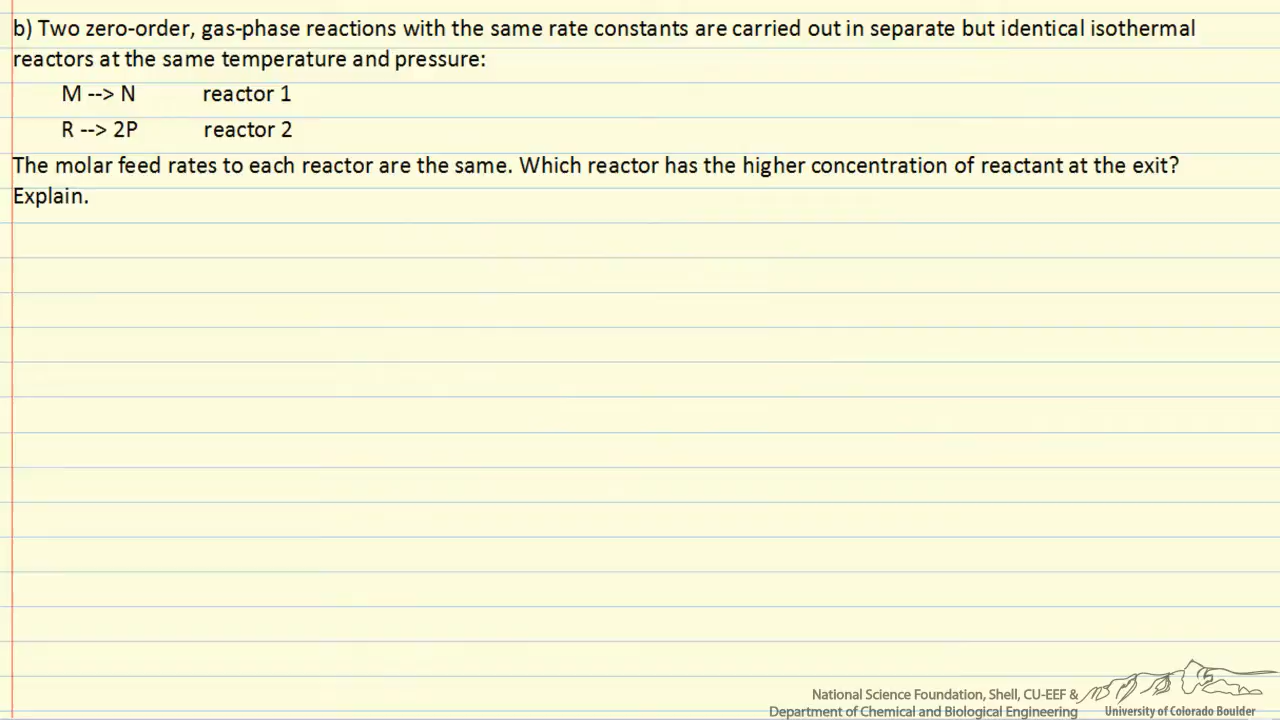 b) Two zero-order, gas-phase reactions with the same rate constants are carried out in separate but identical isothermal
reactors at the same temperature and pressure:
M --> N reactor 1
R --> 2P reactor 2
The molar feed rates to each reactor are the same. Which reactor has the higher concentration of reactant at the exit?
Explain.
National Science Foundation, Shell, CU-EEF &
Department of Chemical and Biological Engineering
University of Colorado Boulder